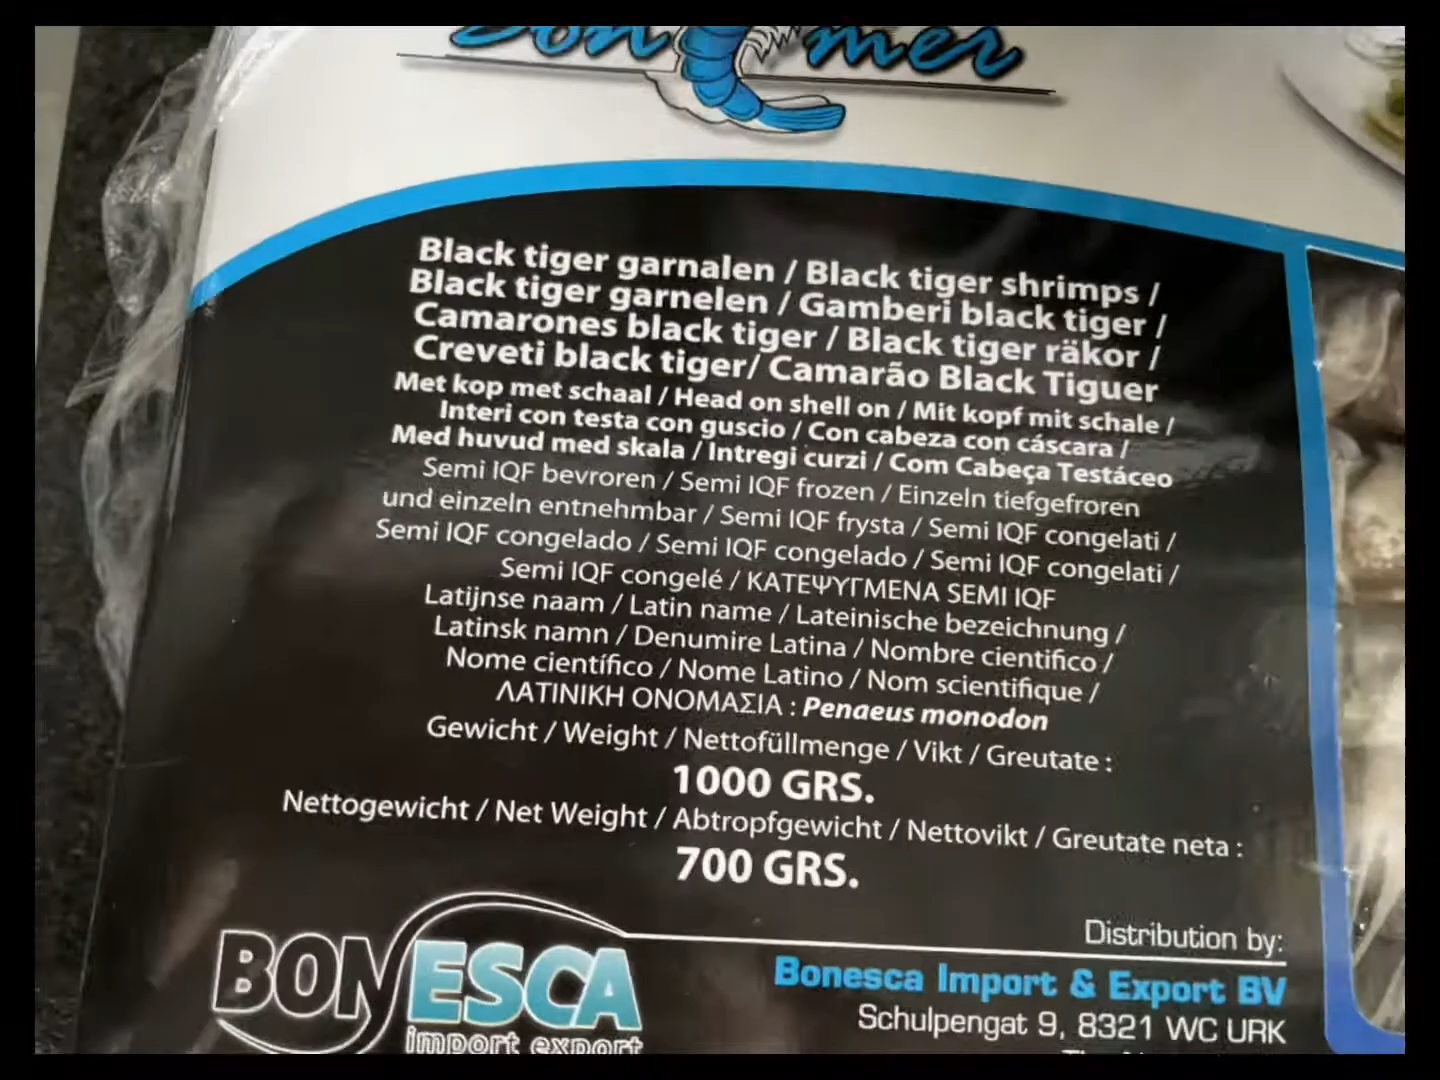 Bon mer
Black tiger garnalen / Black tiger shrimps /
Black tiger garnelen / Gamberi black tiger /
Camarones black tiger / Black tiger räkor /
Creveti black tiger/ Camarão Black Tiguer
Met kop met schaal / Head on shell on / Mit kopf mit schale /
Interi con testa con guscio / Con cabeza con cáscara /
Med huvud med skala / Intregi curzi / Com Cabeça Testáceo
Semi IQF bevroren / Semi IQF frozen / Einzeln tiefgefroren
und einzeln entnehmbar / Semi IQF frysta / Semi IQF congelati /
Semi IQF congelado / Semi IQF congelado / Semi IQF congelati /
Semi IQF congelé / ΚΑΤΕΨΥΓΜΕΝΑ SEMI IQF
Latijnse naam / Latin name / Lateinische bezeichnung /
Latinsk namn / Denumire Latina / Nombre cientifico /
Nome científico / Nome Latino / Nom scientifique /
ΛΑΤΙΝΙΚΗ ΟΝΟΜΑΣΙΑ : Penaeus monodon
Gewicht / Weight / Nettofüllmenge / Vikt / Greutate :
1000 GRS.
Nettogewicht / Net Weight / Abtropfgewicht / Nettovikt / Greutate neta :
700 GRS.
BONESCA
import export
Distribution by:
Bonesca Import & Export BV
Schulpengat 9, 8321 WC URK